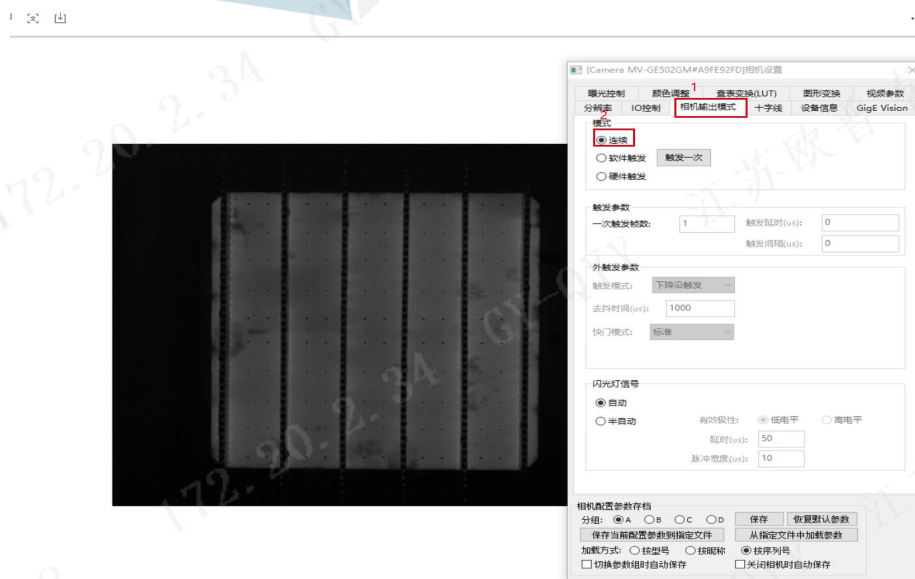 [Camera MV-GE502GM#A9FE92FD]相机设置
曝光控制 颜色调整 查表变换(LUT) 图形变换 视频参数
1
分辨率 IO控制 相机输出模式 十字线 设备信息 GigE Vision
2
模式
连续
软件触发 触发一次
硬件触发
触发参数
一次触发帧数: 1 触发延时(us): 0
触发间隔(us): 0
外触发参数
触发模式: 下降沿触发
去抖时间(us): 1000
快门模式: 标准
闪光灯信号
自动
半自动 有效极性: 低电平 高电平
延时(us): 50
脉冲宽度(us): 10
相机配置参数存档
分组: A B C D 保存 恢复默认参数
保存当前配置参数到指定文件 从指定文件中加载参数
加载方式: 按型号 按昵称 按序列号
切换参数组时自动保存 关闭相机时自动保存
172.20.2.34
172.20.2.34 GY-QYY
江苏欧普